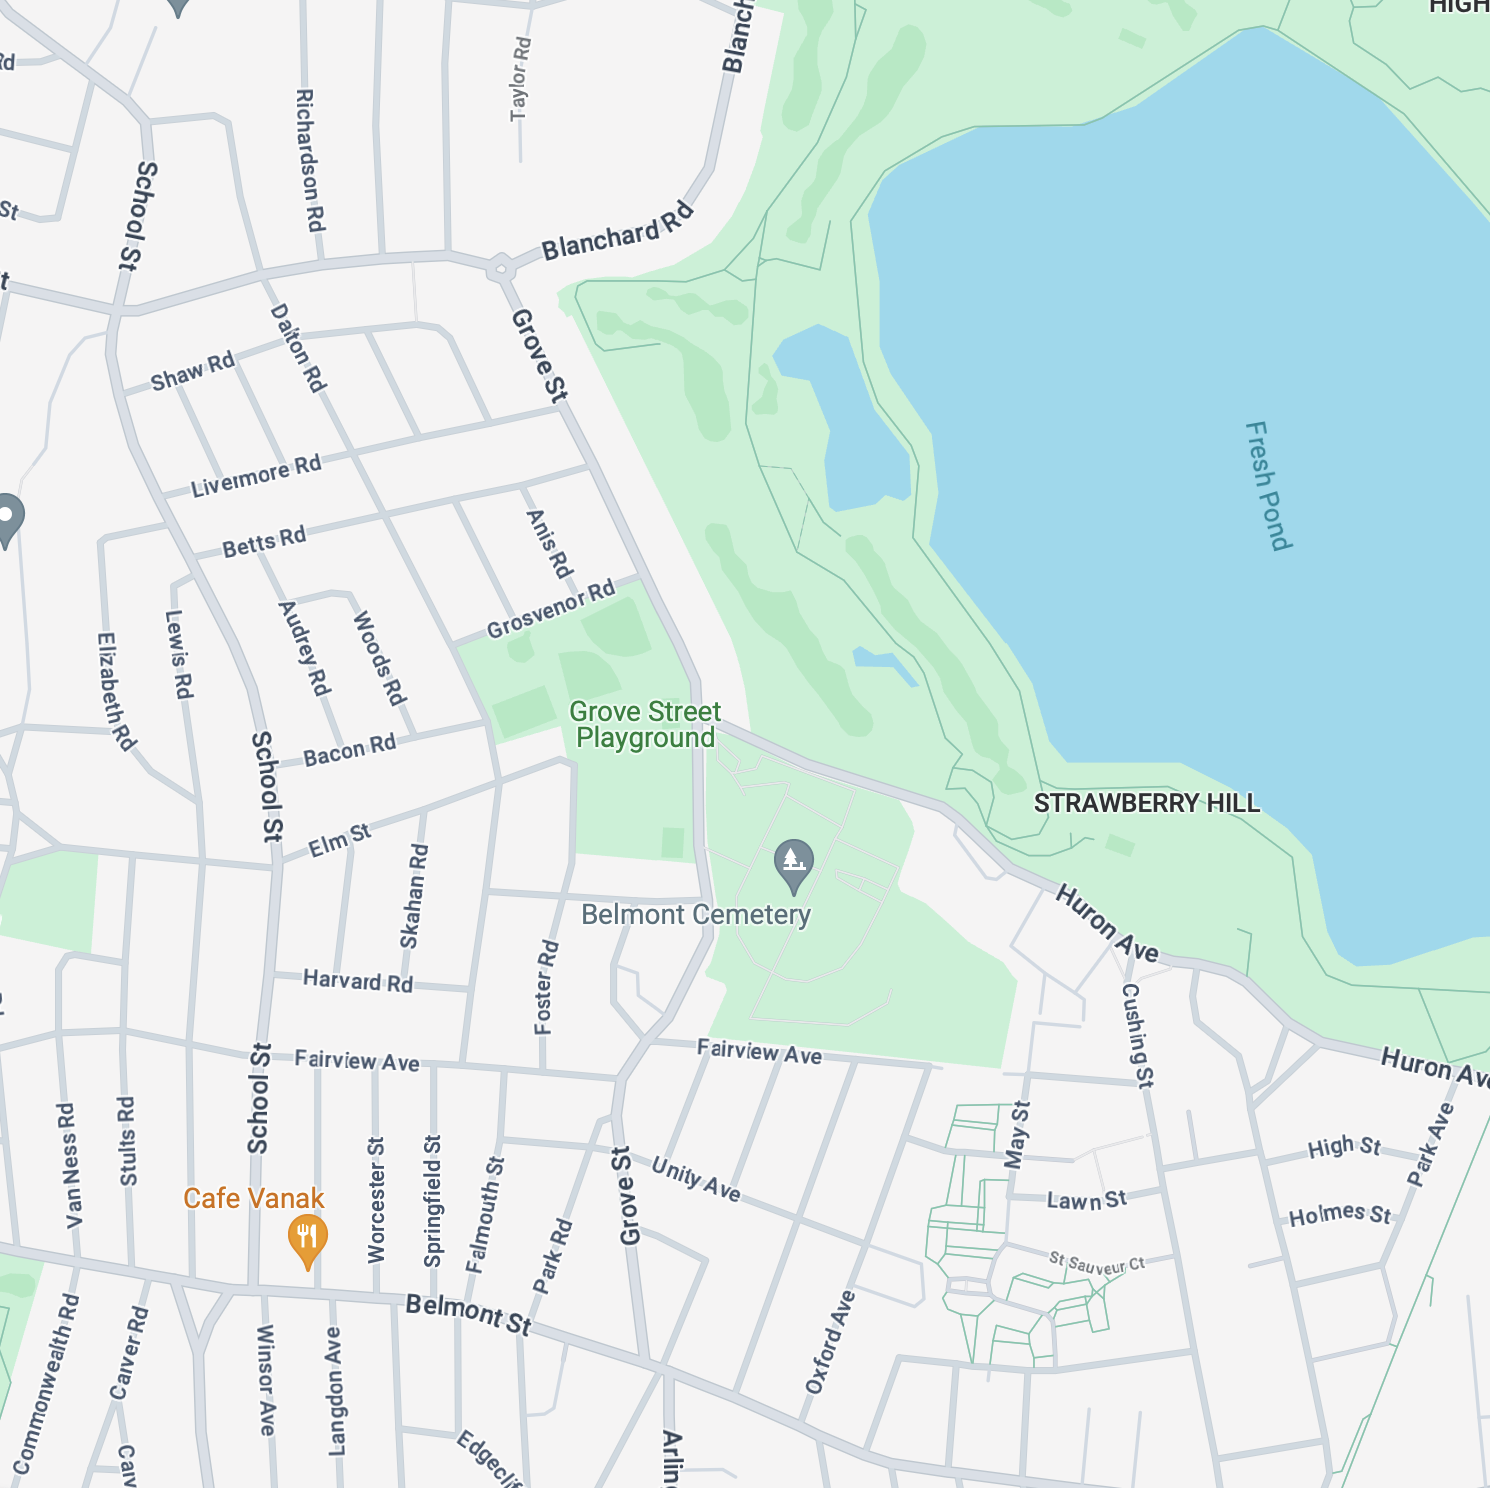 HIGH
Taylor Rd
Blanch
Rd
Richardson Rd
School St
St
Blanchard Rd
Grove St
Dalton Rd
Shaw Rd
Livermore Rd
Fresh Pond
Anis Rd
Betts Rd
Grosvenor Rd
Audrey Rd
Woods Rd
Lewis Rd
Elizabeth Rd
Grove Street
Playground
School St
Bacon Rd
STRAWBERRY HILL
Elm St
Skahan Rd
Belmont Cemetery
Huron Ave
Harvard Rd
Foster Rd
Cushing St
Fairview Ave
Fairview Ave
Huron Ave
School St
Van Ness Rd
Stults Rd
May St
Park Ave
High St
Worcester St
Springfield St
Falmouth St
Unity Ave
Grove St
Cafe Vanak
Lawn St
Holmes St
Park Rd
St Sauveur Ct
Belmont St
Commonwealth Rd
Carver Rd
Winsor Ave
Langdon Ave
Oxford Ave
Edgeclif
Arlin